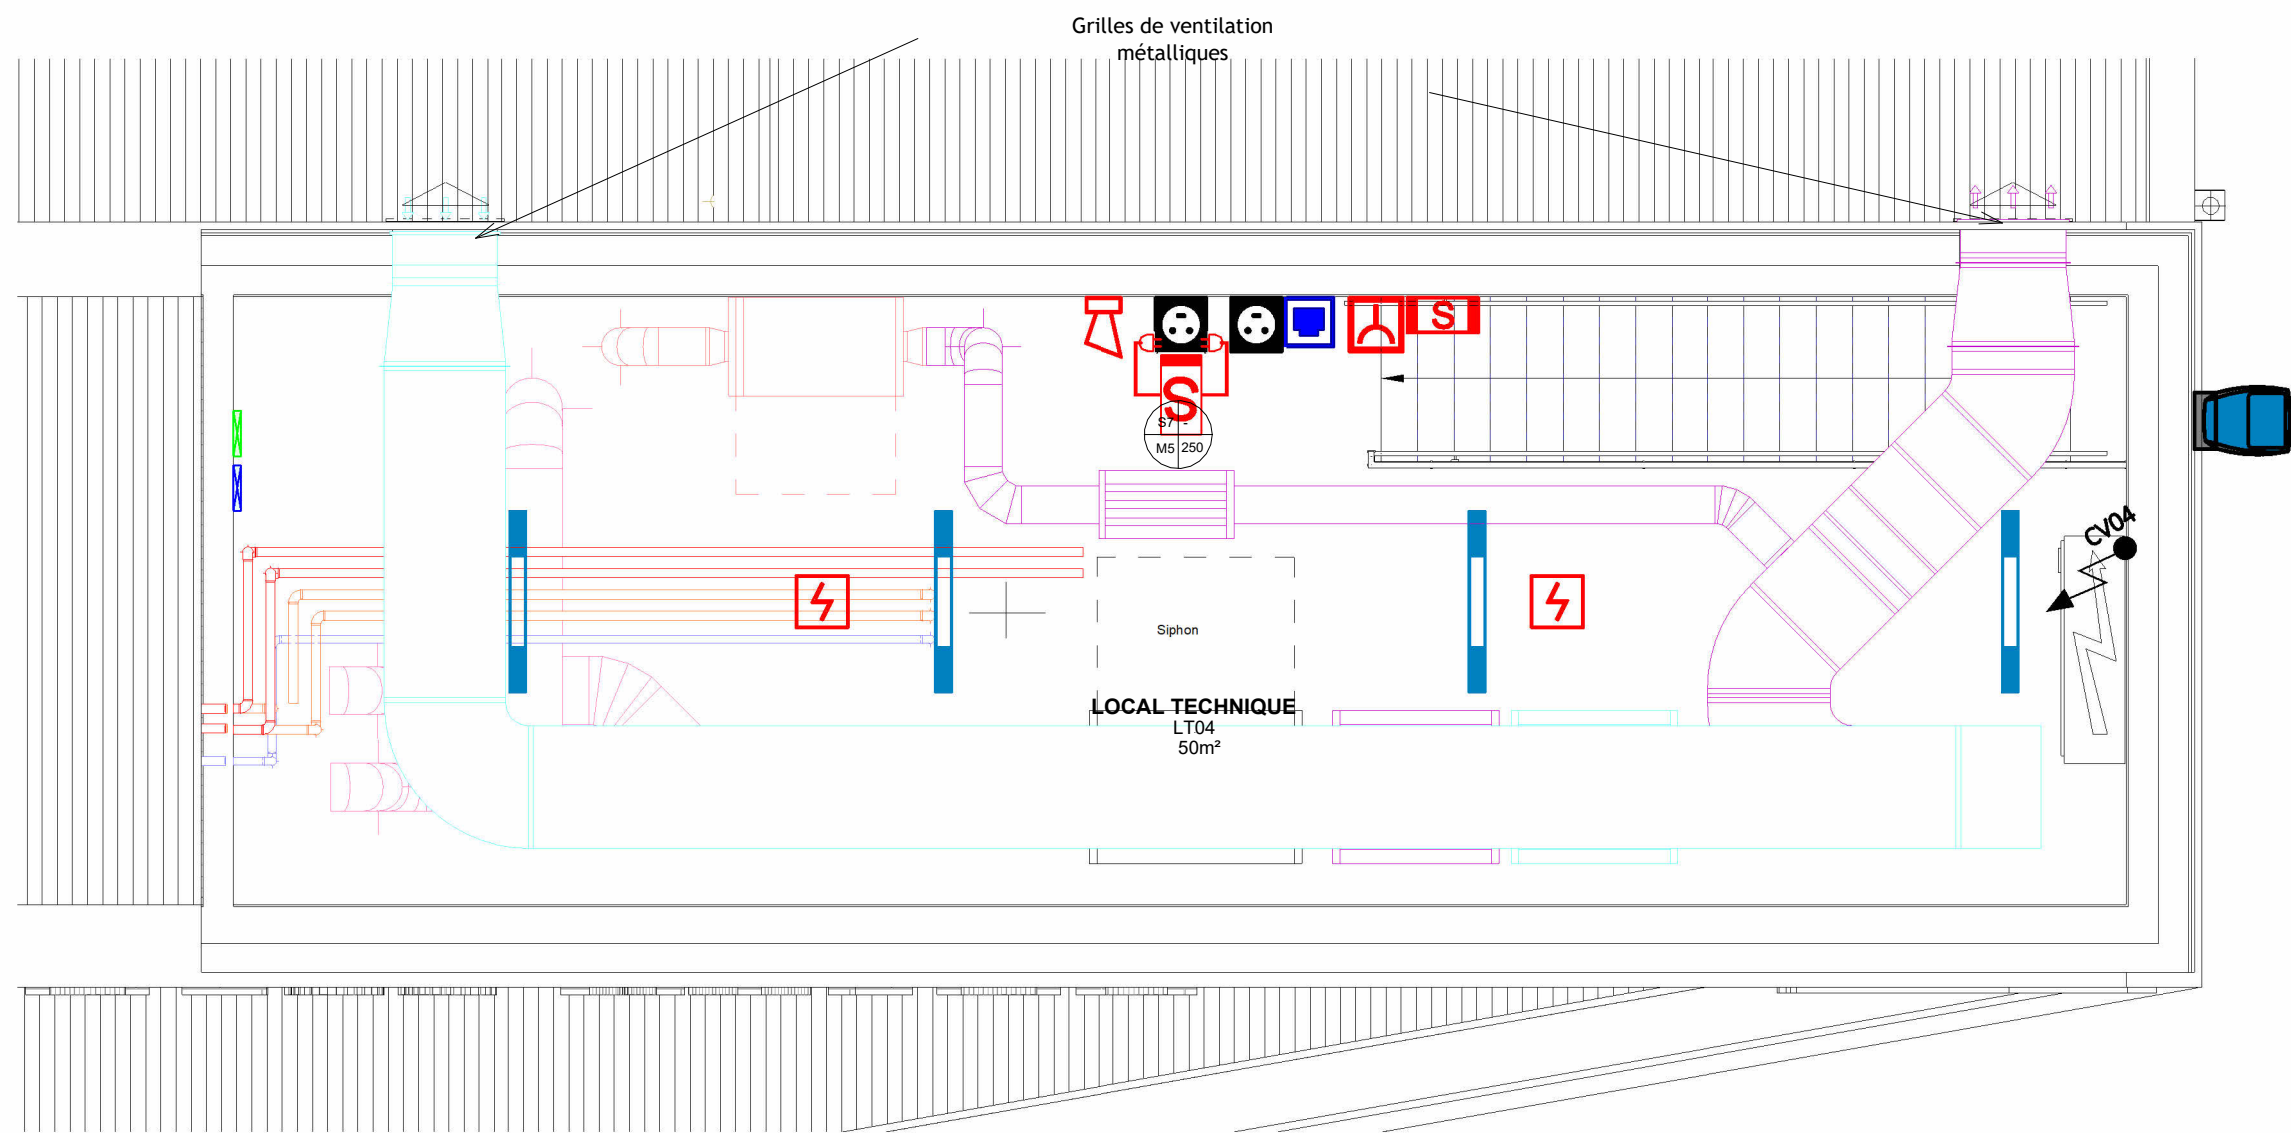 Grilles de ventilation
métalliques
S
S
S7 -
M5 250
CV04
Siphon
LOCAL TECHNIQUE
LT04
50m²